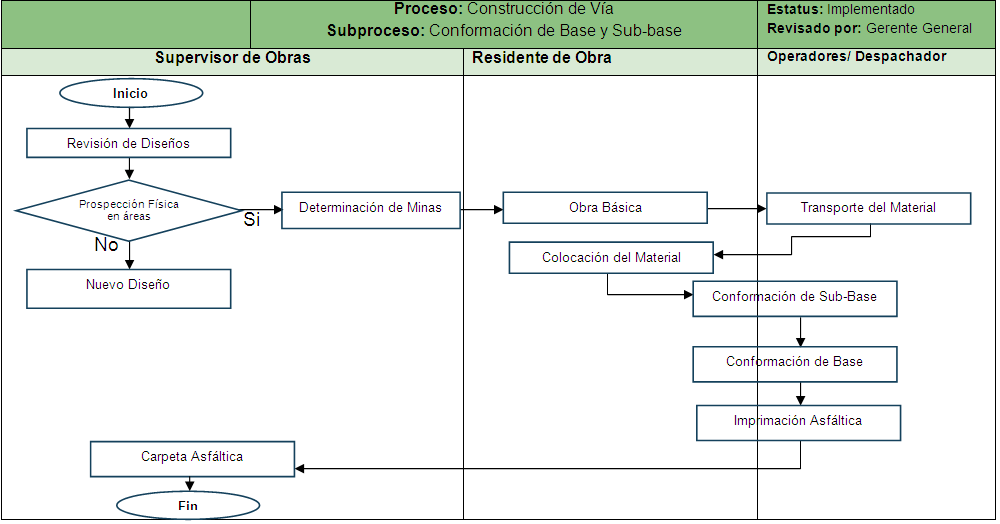 Proceso: Construcción de Vía
Subproceso: Conformación de Base y Sub-base
Estatus: Implementado
Revisado por: Gerente General
Supervisor de Obras
Residente de Obra
Operadores/ Despachador
Inicio
Revisión de Diseños
Prospección Física
en áreas
Si
No
Determinación de Minas
Obra Básica
Transporte del Material
Nuevo Diseño
Colocación del Material
Conformación de Sub-Base
Conformación de Base
Imprimación Asfáltica
Carpeta Asfáltica
Fin